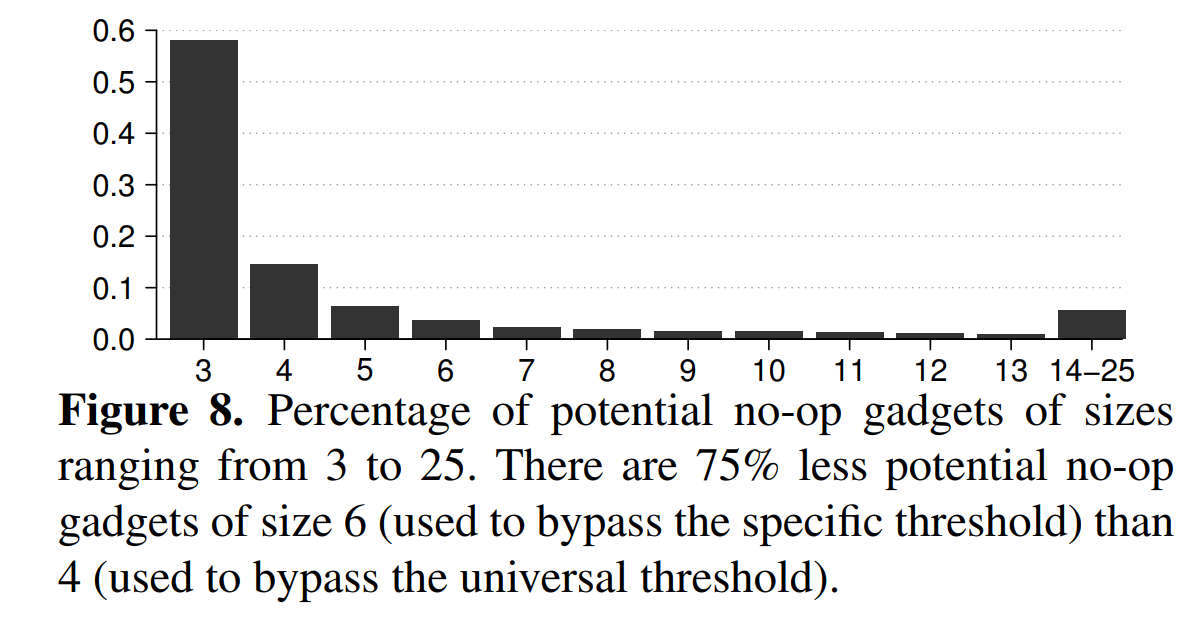 0.6
0.5
0.4
0.3
0.2
0.1
0.0
3 4 5 6 7 8 9 10 11 12 13 14–25
Figure 8. Percentage of potential no-op gadgets of sizes
ranging from 3 to 25. There are 75% less potential no-op
gadgets of size 6 (used to bypass the specific threshold) than
4 (used to bypass the universal threshold).